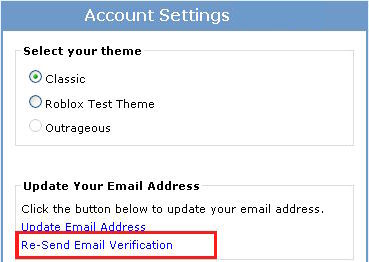 Account Settings
Select your theme
Classic
Roblox Test Theme
Outrageous
Update Your Email Address
Click the button below to update your email address.
Update Email Address
Re-Send Email Verification